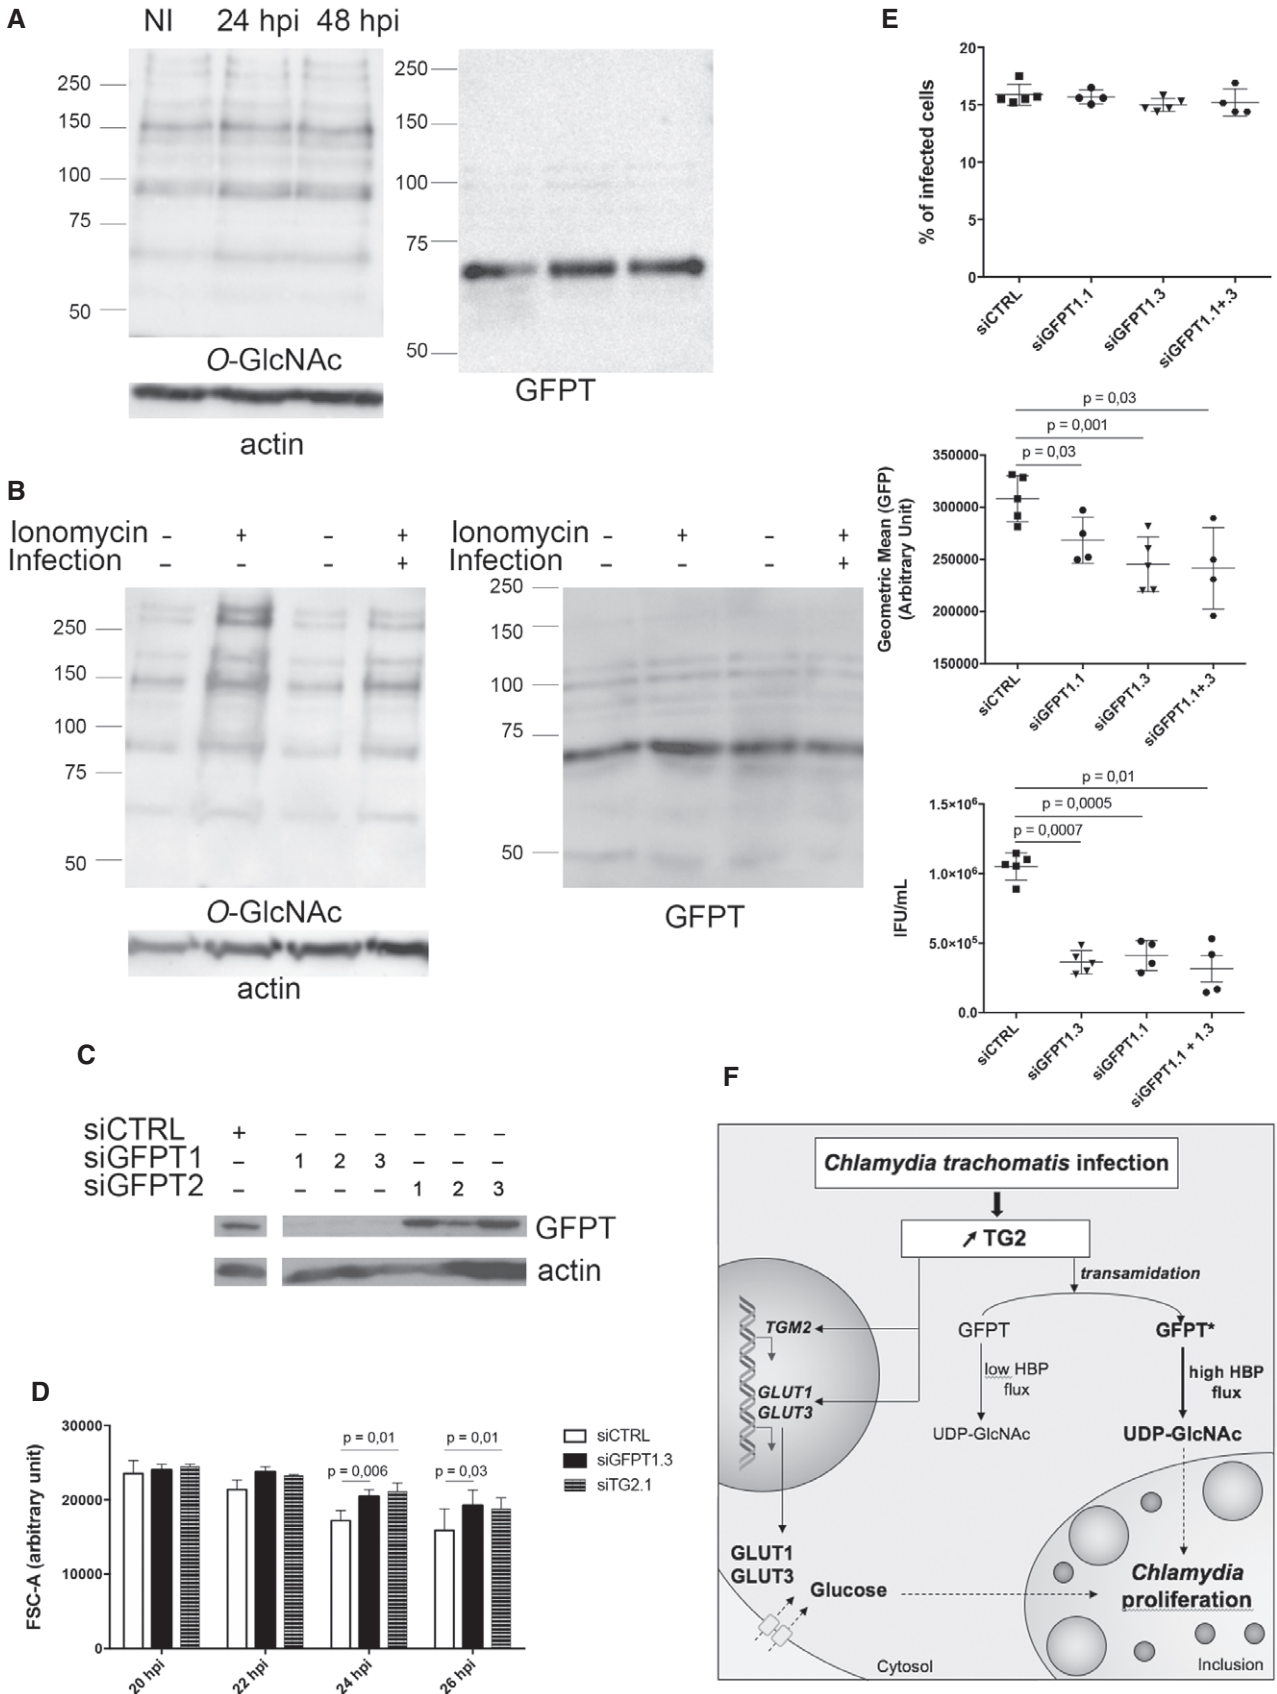 A
NI 24 hpi 48 hpi
250
150
100
75
50
O-GlcNAc
actin
250
150
100
75
50
GFPT
B
Ionomycin - + - +
Infection - - - +
250
150
100
75
50
O-GlcNAc
actin
Ionomycin - + - +
Infection - - - +
250
150
100
75
50
GFPT
C
siCTRL + - - - - - -
siGFPT1 - 1 2 3 - - -
siGFPT2 - - - - 1 2 3
GFPT
actin
D
FSC-A (arbitrary unit)
30000
20000
10000
0
p = 0,006
p = 0,01
p = 0,03
p = 0,01
siCTRL
siGFPT1.3
siTG2.1
20 hpi
22 hpi
24 hpi
26 hpi
E
% of infected cells
20
15
10
5
0
siCTRL
siGFPT1.1
siGFPT1.3
siGFPT1.1+.3
p = 0,03
p = 0,001
p = 0,03
Geometric Mean (GFP)
(Arbitrary Unit)
350000
300000
250000
200000
150000
siCTRL
siGFPT1.1
siGFPT1.3
siGFPT1.1+.3
p = 0,01
p = 0,0005
p = 0,0007
IFU/mL
1.5×10⁶
1.0×10⁶
5.0×10⁵
0.0
siCTRL
siGFPT1.3
siGFPT1.1
siGFPT1.1 + 1.3
F
Chlamydia trachomatis infection
↗ TG2
transamidation
TGM2
GFPT
GFPT*
low HBP
flux
high HBP
flux
GLUT1
GLUT3
UDP-GlcNAc
UDP-GlcNAc
GLUT1
GLUT3
Glucose
Chlamydia
proliferation
Cytosol
Inclusion